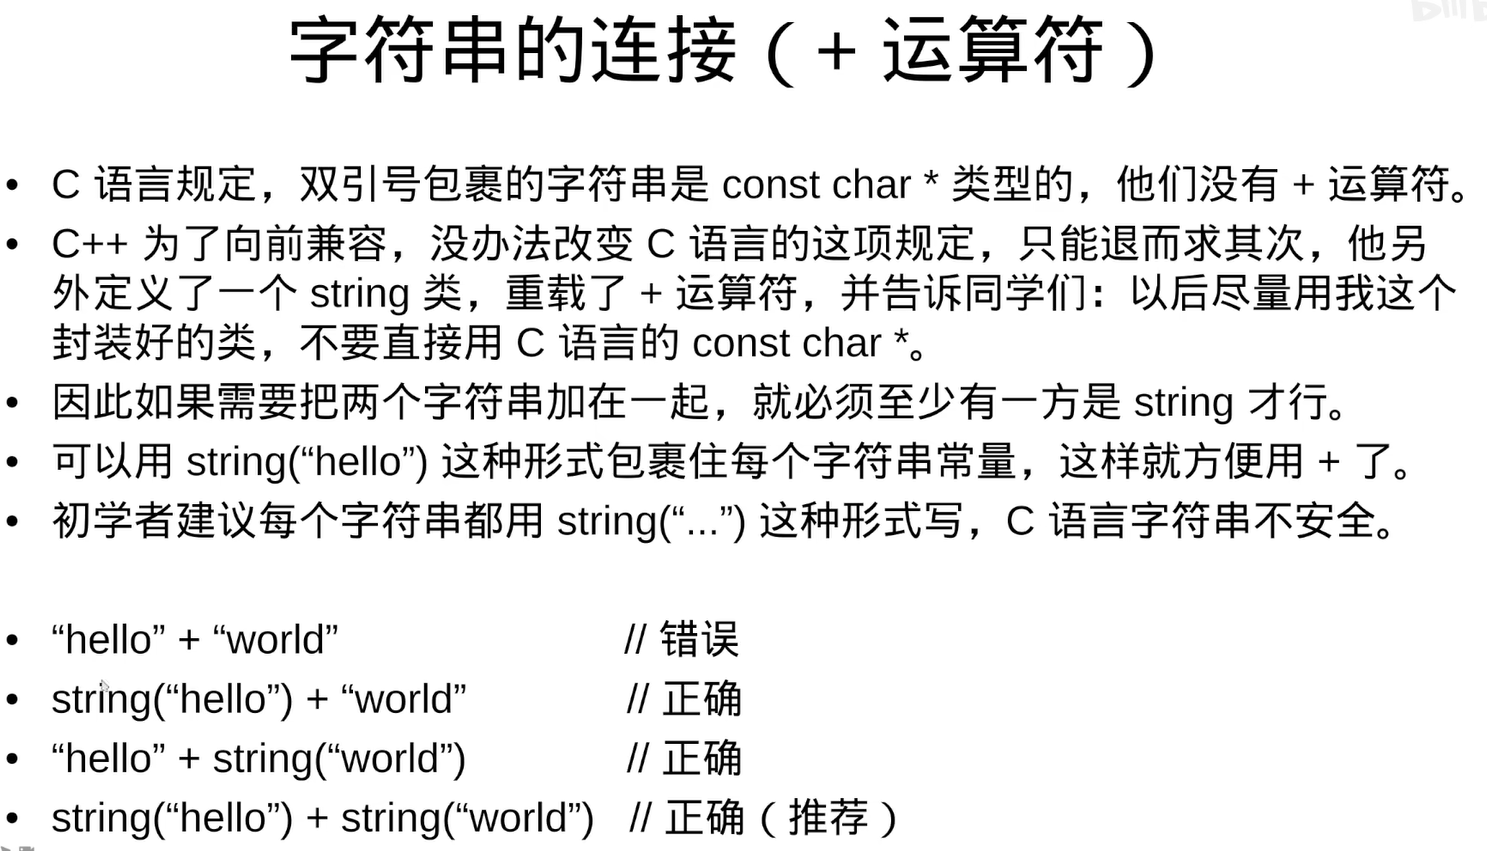 字符串的连接（+ 运算符）
• C 语言规定，双引号包裹的字符串是 const char * 类型的，他们没有 + 运算符。
• C++ 为了向前兼容，没办法改变 C 语言的这项规定，只能退而求其次，他另
外定义了一个 string 类，重载了 + 运算符，并告诉同学们：以后尽量用我这个
封装好的类，不要直接用 C 语言的 const char *。
• 因此如果需要把两个字符串加在一起，就必须至少有一方是 string 才行。
• 可以用 string(“hello”) 这种形式包裹住每个字符串常量，这样就方便用 + 了。
• 初学者建议每个字符串都用 string(“...”) 这种形式写，C 语言字符串不安全。
• “hello” + “world” // 错误
• string(“hello”) + “world” // 正确
• “hello” + string(“world”) // 正确
• string(“hello”) + string(“world”) // 正确（推荐）